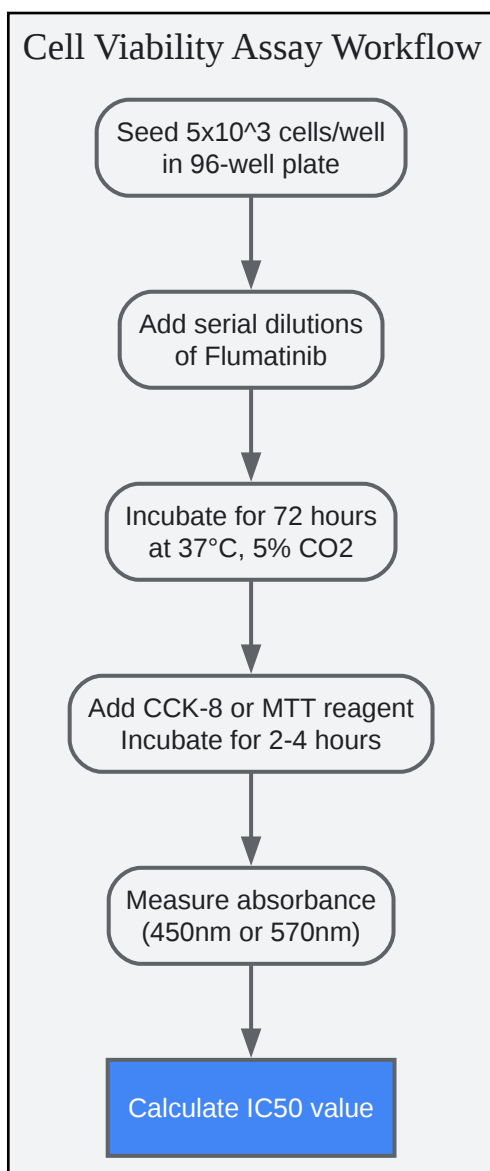 Cell Viability Assay Workflow
Seed 5x10^3 cells/well
in 96-well plate
Add serial dilutions
of Flumatinib
Incubate for 72 hours
at 37°C, 5% CO2
Add CCK-8 or MTT reagent
Incubate for 2-4 hours
Measure absorbance
(450nm or 570nm)
Calculate IC50 value